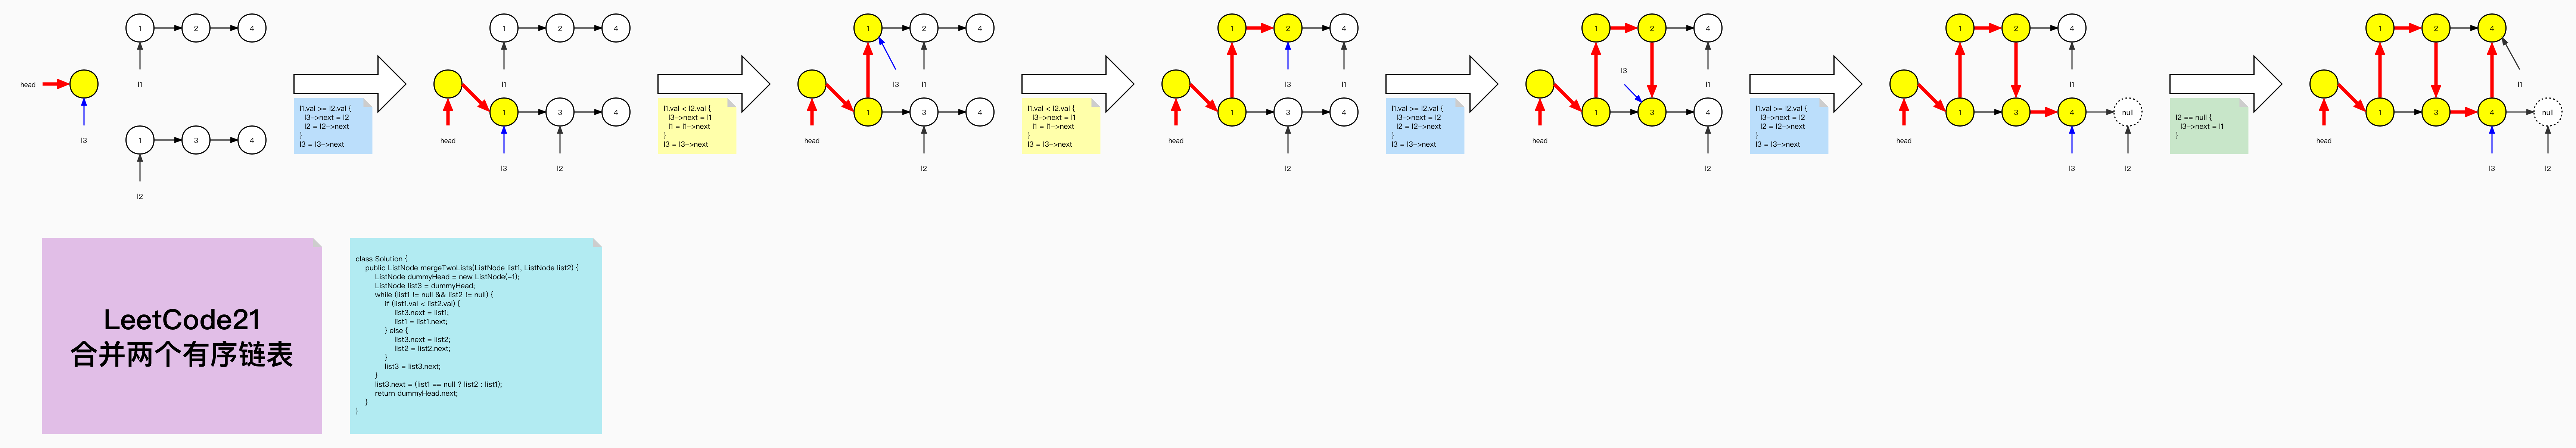 1 2 4
head
l1
l3
1 3 4
l2
l1.val >= l2.val {
l3->next = l2
l2 = l2->next
}
l3 = l3->next
1 2 4
l1
1 3 4
head
l3 l2
l1.val < l2.val {
l3->next = l1
l1 = l1->next
}
l3 = l3->next
1 2 4
l3 l1
1 3 4
head
l2
l1.val < l2.val {
l3->next = l1
l1 = l1->next
}
l3 = l3->next
1 2 4
l3 l1
1 3 4
head
l2
l1.val >= l2.val {
l3->next = l2
l2 = l2->next
}
l3 = l3->next
1 2 4
l3
l1
1 3 4
head
l2
l1.val >= l2.val {
l3->next = l2
l2 = l2->next
}
l3 = l3->next
1 2 4
l1
1 3 4 null
head
l3 l2
l2 == null {
l3->next = l1
}
1 2 4
l1
1 3 4 null
head
l3 l2
LeetCode21
合并两个有序链表
class Solution {
public ListNode mergeTwoLists(ListNode list1, ListNode list2) {
ListNode dummyHead = new ListNode(-1);
ListNode list3 = dummyHead;
while (list1 != null && list2 != null) {
if (list1.val < list2.val) {
list3.next = list1;
list1 = list1.next;
} else {
list3.next = list2;
list2 = list2.next;
}
list3 = list3.next;
}
list3.next = (list1 == null ? list2 : list1);
return dummyHead.next;
}
}